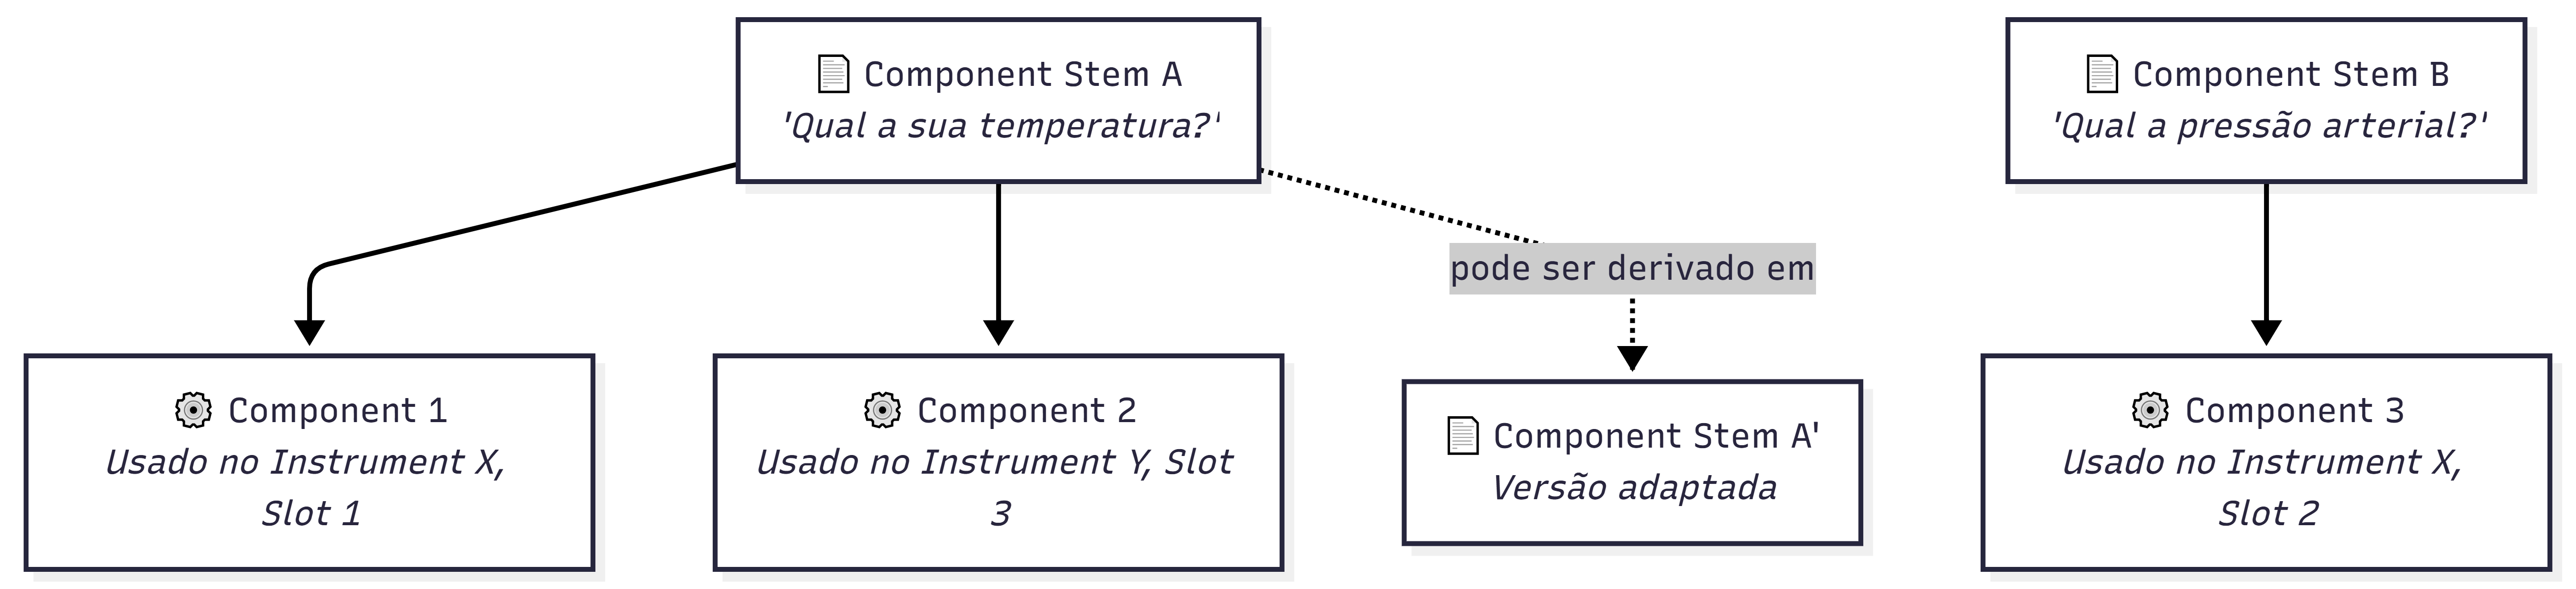 Component Stem A
'Qual a sua temperatura?'
Component Stem B
'Qual a pressão arterial?'
pode ser derivado em
Component 1
Usado no Instrument X,
Slot 1
Component 2
Usado no Instrument Y, Slot
3
Component Stem A'
Versão adaptada
Component 3
Usado no Instrument X,
Slot 2